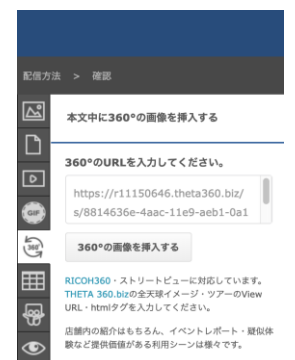 配信方法 > 確認
本文中に360°の画像を挿入する
360°のURLを入力してください。
https://r11150646.theta360.biz/
s/8814636e-4aac-11e9-aeb1-0a1
360°の画像を挿入する
RICOH360・ストリートビューに対応しています。
THETA 360.bizの全天球イメージ・ツアーのView
URL・htmlタグを入力してください。
店舗内の紹介はもちろん、イベントレポート・疑似体
験など提供価値がある利用シーンは様々です。
GIF
360°